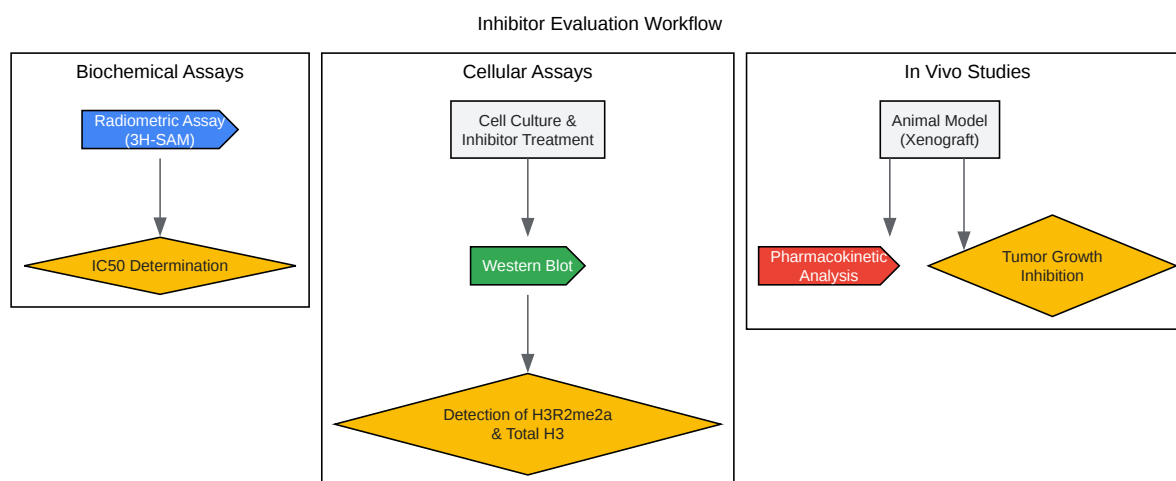 Inhibitor Evaluation Workflow
Biochemical Assays
Radiometric Assay
(3H-SAM)
IC50 Determination
Cellular Assays
Cell Culture &
Inhibitor Treatment
Western Blot
Detection of H3R2me2a
& Total H3
In Vivo Studies
Animal Model
(Xenograft)
Pharmacokinetic
Analysis
Tumor Growth
Inhibition